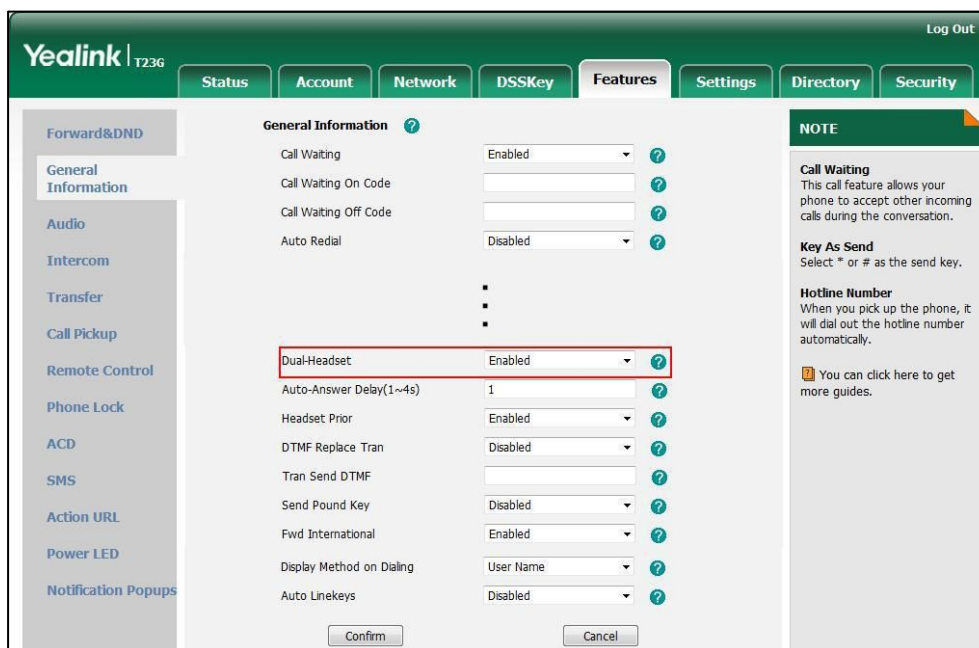 Log Out
Yealink T23G
Status Account Network DSSKey Features Settings Directory Security
Forward&DND
General
Information
Audio
Intercom
Transfer
Call Pickup
Remote Control
Phone Lock
ACD
SMS
Action URL
Power LED
Notification Popups
General Information ?
Call Waiting Enabled ?
Call Waiting On Code ?
Call Waiting Off Code ?
Auto Redial Disabled ?
Dual-Headset Enabled ?
Auto-Answer Delay(1~4s) 1 ?
Headset Prior Enabled ?
DTMF Replace Tran Disabled ?
Tran Send DTMF ?
Send Pound Key Disabled ?
Fwd International Enabled ?
Display Method on Dialing User Name ?
Auto Linekeys Disabled ?
Confirm Cancel
NOTE
Call Waiting
This call feature allows your
phone to accept other incoming
calls during the conversation.
Key As Send
Select * or # as the send key.
Hotline Number
When you pick up the phone, it
will dial out the hotline number
automatically.
? You can click here to get
more guides.